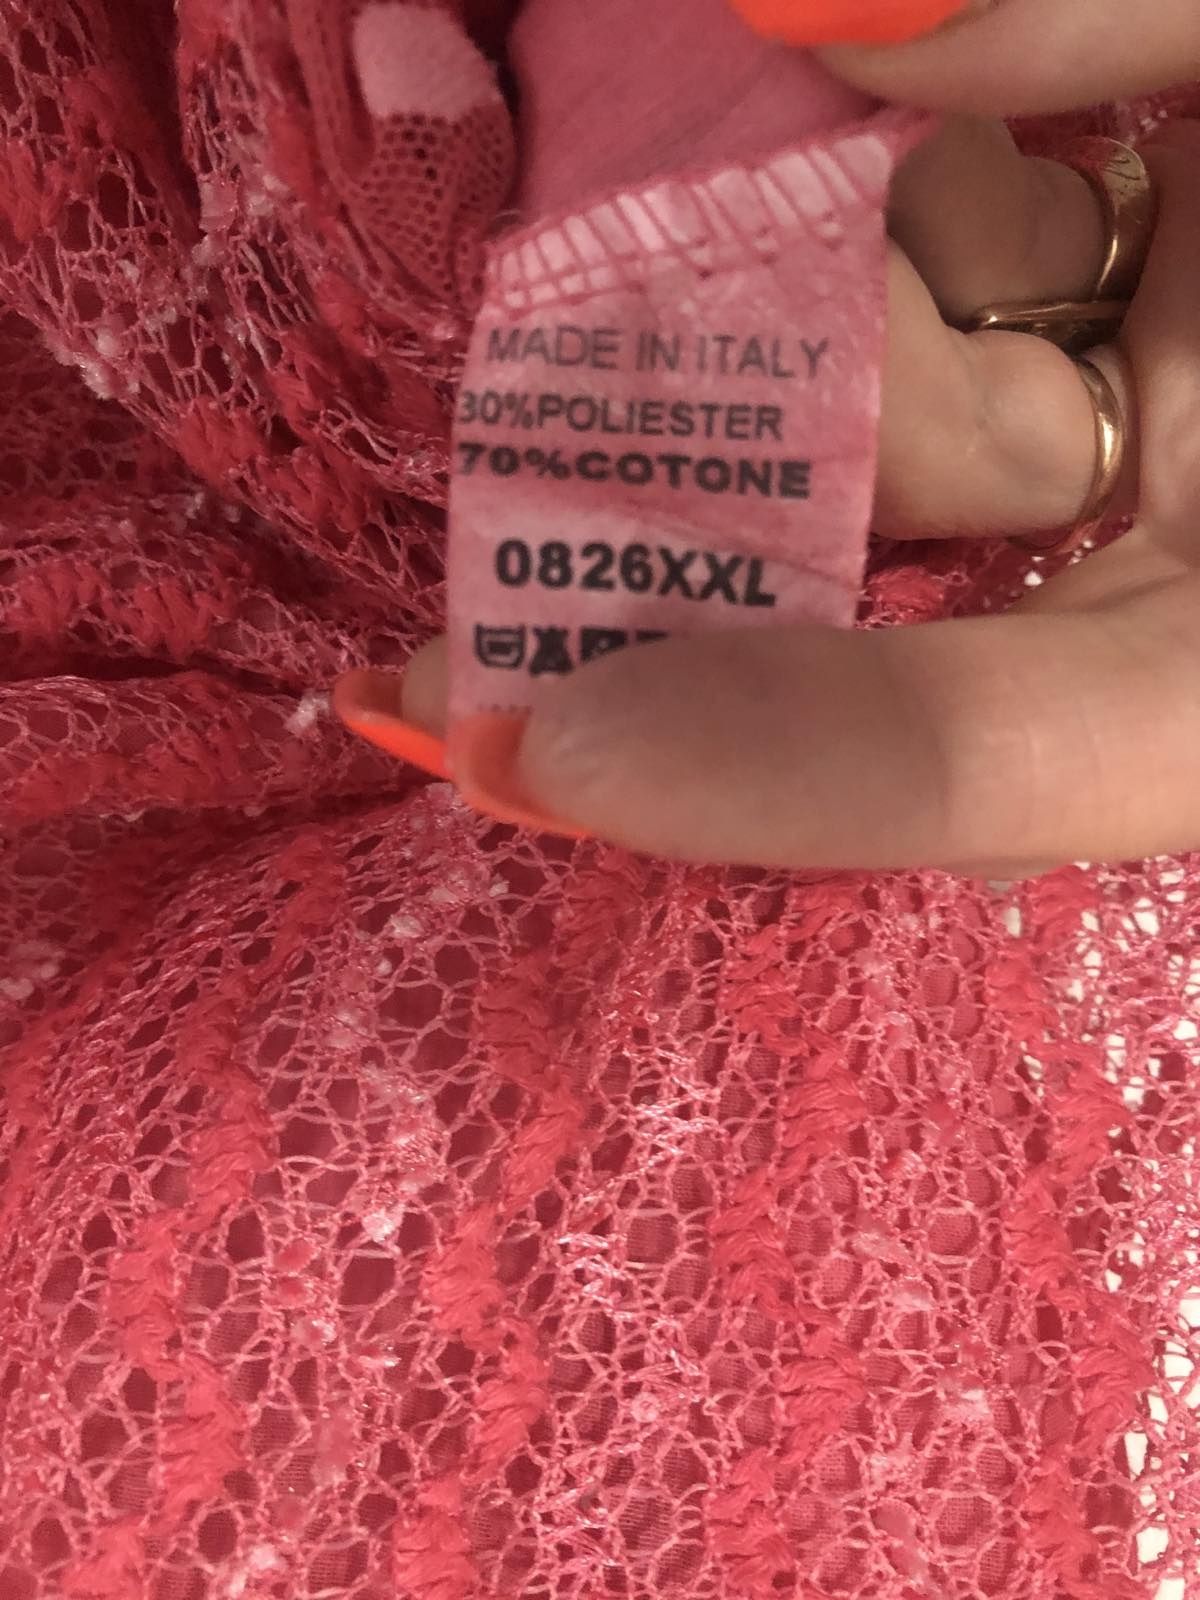 MADE IN ITALY
30%POLIESTER
70%COTONE
0826XXL